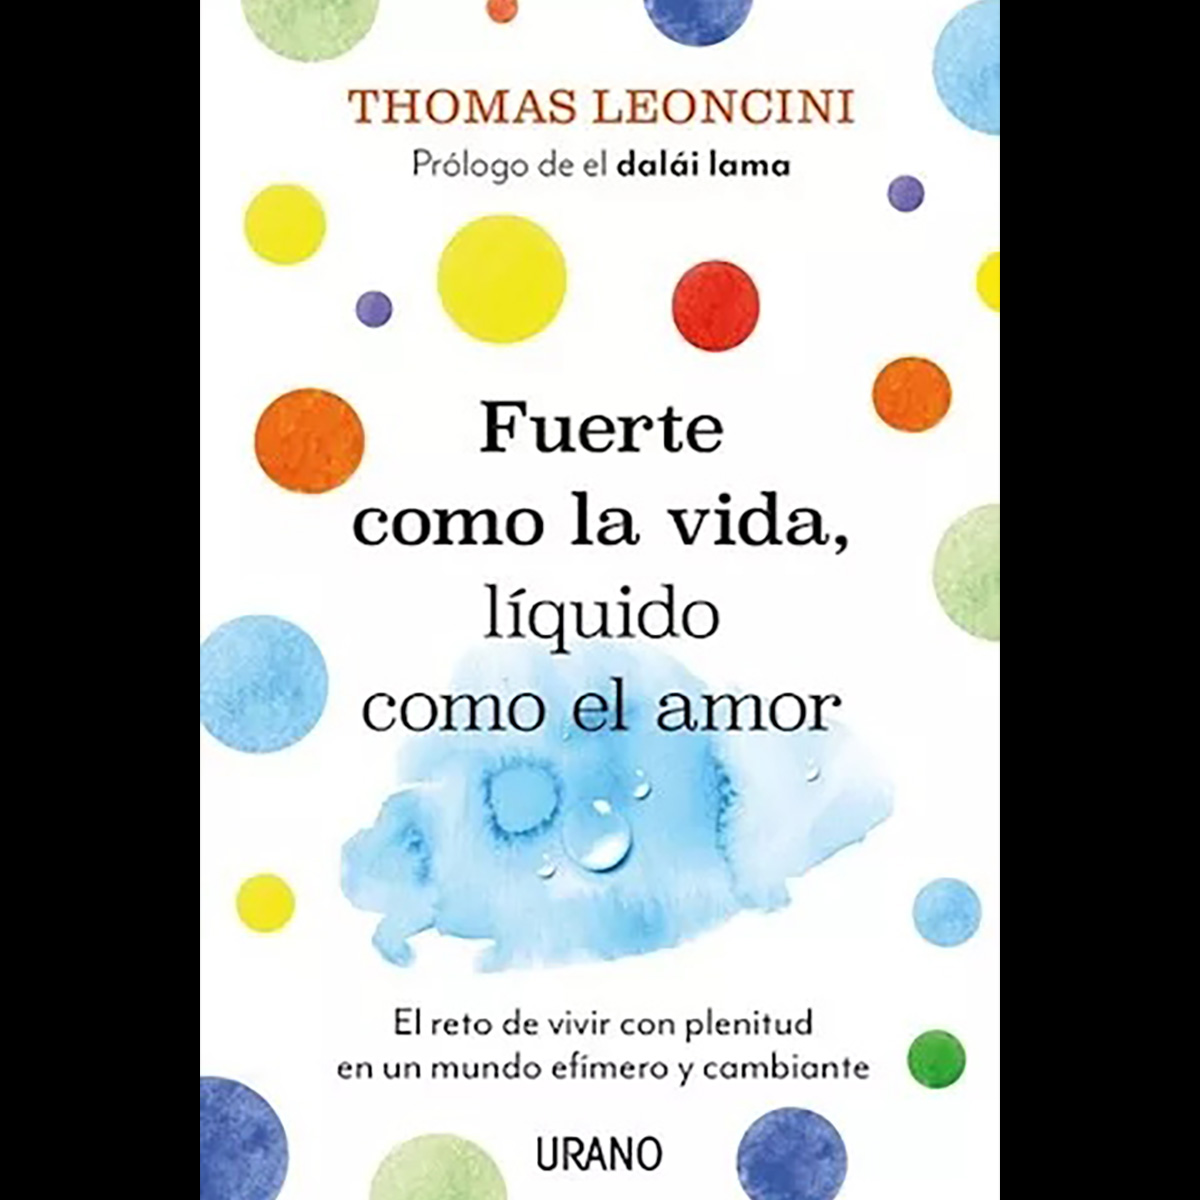 THOMAS LEONCINI
Prólogo de el dalái lama
Fuerte
como la vida,
líquido
como el amor
El reto de vivir con plenitud
en un mundo efímero y cambiante
URANO